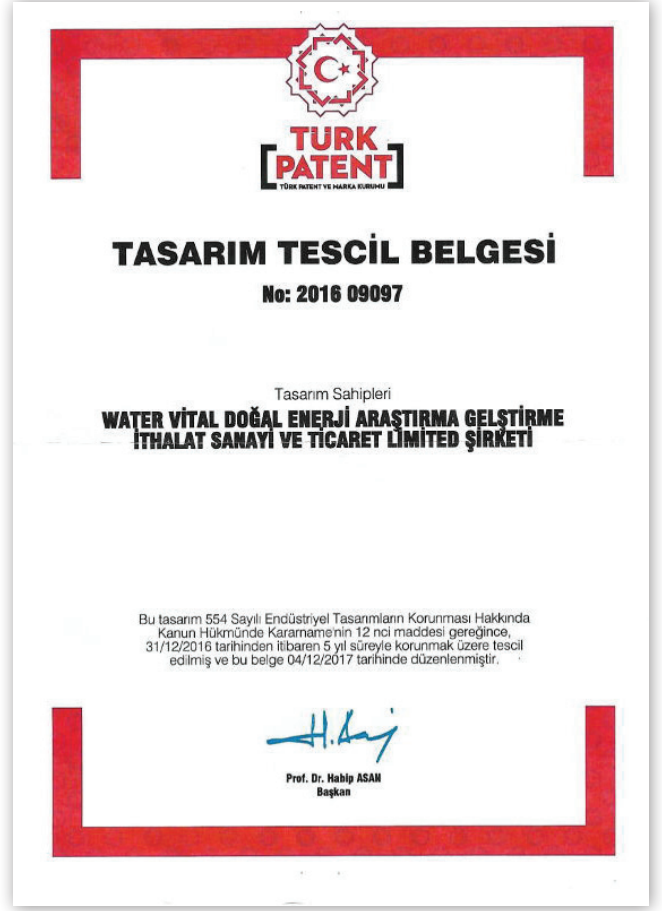 TÜRK
PATENT
TÜRK PATENT VE MARKA KURUMU
TASARIM TESCİL BELGESİ
No: 2016 09097
Tasarım Sahipleri
WATER VİTAL DOĞAL ENERJİ ARAŞTIRMA GELŞTİRME
İTHALAT SANAYİ VE TİCARET LİMİTED ŞİRKETİ
Bu tasarım 554 Sayılı Endüstriyel Tasarımların Korunması Hakkında
Kanun Hükmünde Kararname'nin 12 nci maddesi gereğince,
31/12/2016 tarihinden itibaren 5 yıl süreyle korunmak üzere tescil
edilmiş ve bu belge 04/12/2017 tarihinde düzenlenmiştir.
Prof. Dr. Habip ASAN
Başkan